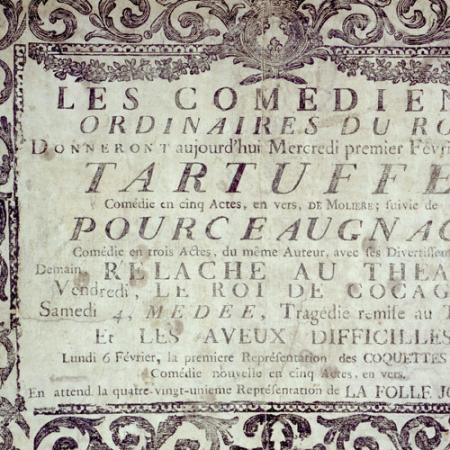 LES COMÉDIEN
ORDINAIRES DU RO
DONNERONT aujourd'hui Mercredi premier Févri
TARTUFFE
Comédie en cinq Actes, en vers, DE MOLIERE; suivie de
POURCEAUGNAC
Comédie en trois Actes, du même Auteur, avec ses Divertissem
Demain, RELACHE AU THEA
Vendredi, LE ROI DE COCAG
Samedi 4, MEDÉE, Tragédie remise au T
Et LES AVEUX DIFFICILLES
Lundi 6 Février, la premiere Représentation des COQUETTES
Comédie nouvelle en cinq Actes, en vers.
En attend. la quatre-vingt-unieme Représentation de LA FOLLE JO